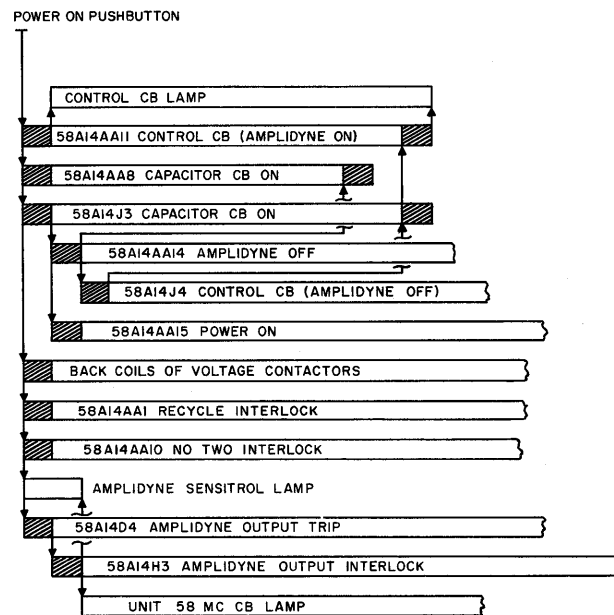 POWER ON PUSHBUTTON
CONTROL CB LAMP
58A14AA11 CONTROL CB (AMPLIDYNE ON)
58A14AA8 CAPACITOR CB ON
58A14J3 CAPACITOR CB ON
58A14AA14 AMPLIDYNE OFF
58A14J4 CONTROL CB (AMPLIDYNE OFF)
58A14AA15 POWER ON
BACK COILS OF VOLTAGE CONTACTORS
58A14AA1 RECYCLE INTERLOCK
58A14AA10 NO TWO INTERLOCK
AMPLIDYNE SENSITROL LAMP
58A14D4 AMPLIDYNE OUTPUT TRIP
58A14H3 AMPLIDYNE OUTPUT INTERLOCK
UNIT 58 MC CB LAMP